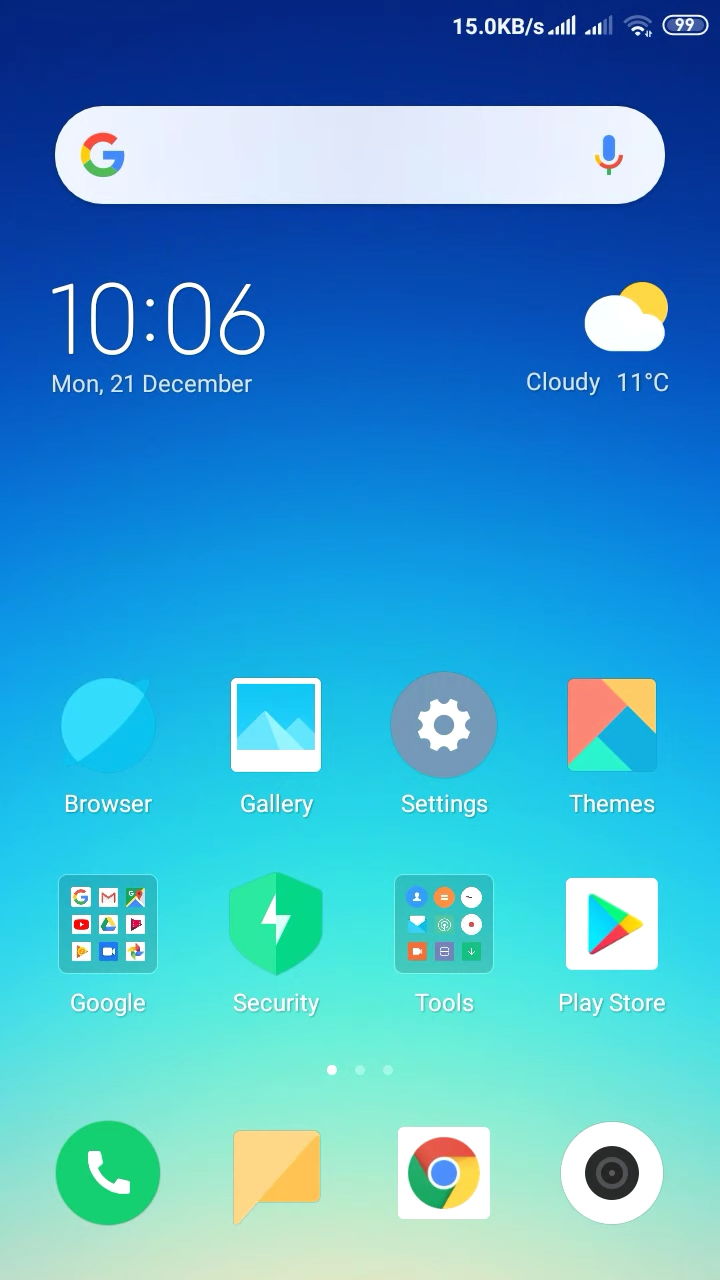 15.0KB/s 99
10:06
Mon, 21 December
Cloudy 11°C
Browser Gallery Settings Themes
Google Security Tools Play Store